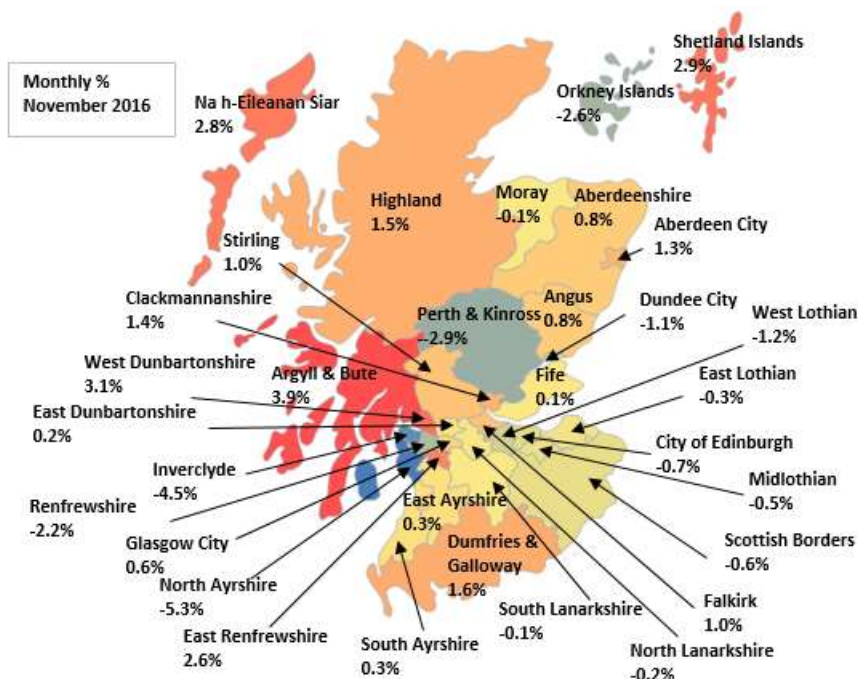 Monthly %
November 2016
Shetland Islands
2.9%
Orkney Islands
-2.6%
Na h-Eileanan Siar
2.8%
Highland
1.5%
Moray
-0.1%
Aberdeenshire
0.8%
Aberdeen City
1.3%
Stirling
1.0%
Clackmannanshire
1.4%
Perth & Kinross
--2.9%
Angus
0.8%
Dundee City
-1.1%
West Lothian
-1.2%
West Dunbartonshire
3.1%
Argyll & Bute
3.9%
Fife
0.1%
East Lothian
-0.3%
East Dunbartonshire
0.2%
City of Edinburgh
-0.7%
Inverclyde
-4.5%
Midlothian
-0.5%
Renfrewshire
-2.2%
East Ayrshire
0.3%
Scottish Borders
-0.6%
Glasgow City
0.6%
Dumfries &
Galloway
1.6%
North Ayrshire
-5.3%
South Lanarkshire
-0.1%
Falkirk
1.0%
East Renfrewshire
2.6%
South Ayrshire
0.3%
North Lanarkshire
-0.2%